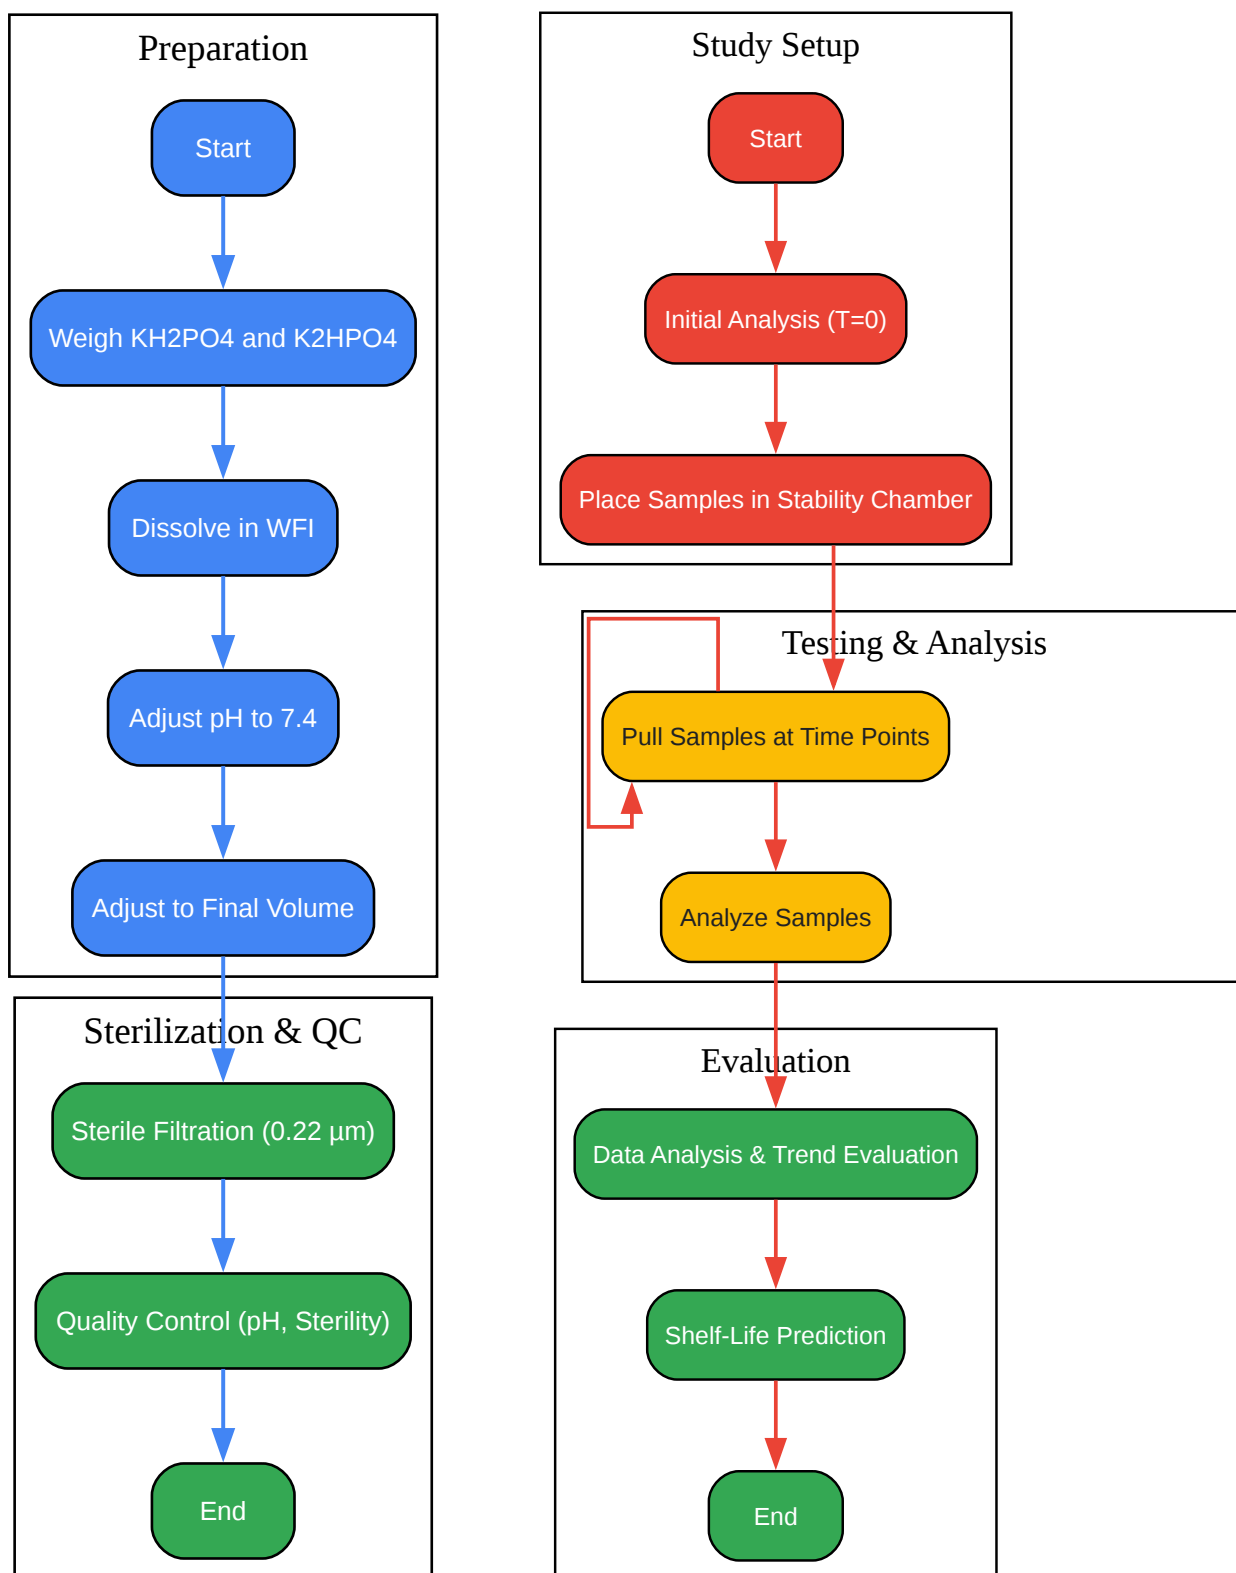 Preparation
Start
Weigh KH2PO4 and K2HPO4
Dissolve in WFI
Adjust pH to 7.4
Adjust to Final Volume
Sterilization & QC
Sterile Filtration (0.22 µm)
Quality Control (pH, Sterility)
End
Study Setup
Start
Initial Analysis (T=0)
Place Samples in Stability Chamber
Testing & Analysis
Pull Samples at Time Points
Analyze Samples
Evaluation
Data Analysis & Trend Evaluation
Shelf-Life Prediction
End